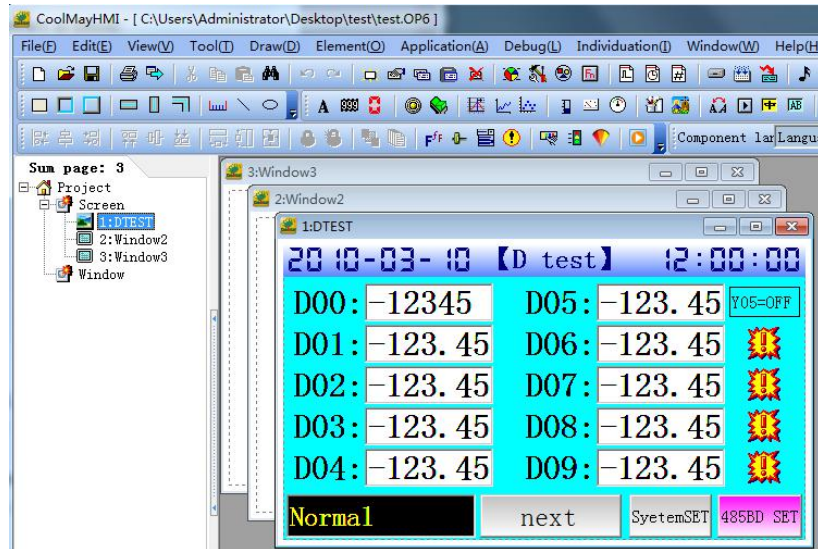 CoolMayHMI - [ C:\Users\Administrator\Desktop\test\test.OP6 ]
File(F) Edit(E) View(V) Tool(T) Draw(D) Element(O) Application(A) Debug(L) Individuation(I) Window(W) Help(H
A 999
Fff
Component lar Langu
Sum page: 3
Project
Screen
1:DTEST
2:Window2
3:Window3
Window
3:Window3
2:Window2
1:DTEST
2010-03-10 【D test】 12:00:00
D00: -12345 D05: -123.45 Y05=OFF
D01: -123.45 D06: -123.45
D02: -123.45 D07: -123.45
D03: -123.45 D08: -123.45
D04: -123.45 D09: -123.45
Normal next SyetemSET 485BD SET